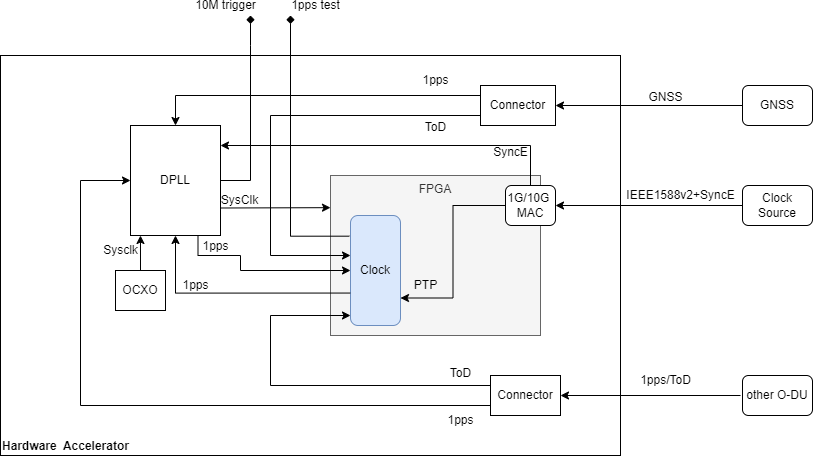 10M trigger
1pps test
1pps
Connector
GNSS
GNSS
ToD
SyncE
DPLL
FPGA
SysClk
1G/10G
MAC
IEEE1588v2+SyncE
Clock
Source
Sysclk
1pps
Clock
OCXO
1pps
PTP
ToD
1pps/ToD
Connector
other O-DU
1pps
Hardware Accelerator